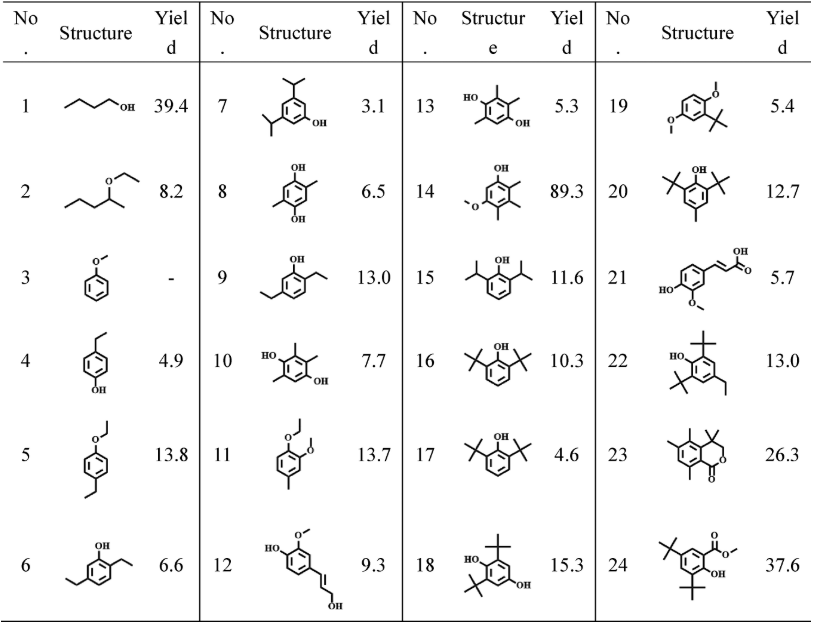 No . Structure Yiel d No . Structure Yiel d No . Structur e Yiel d No . Structure Yiel d
1 OH 39.4 7 OH 3.1 13 HO OH 5.3 19 O O 5.4
2 O 8.2 8 OH OH 6.5 14 OH O 89.3 20 OH 12.7
3 O - 9 OH 13.0 15 OH 11.6 21 OH O HO O 5.7
4 OH 4.9 10 HO OH 7.7 16 OH 10.3 22 HO 13.0
5 O 13.8 11 O O 13.7 17 OH 4.6 23 O O 26.3
6 OH 6.6 12 O HO OH 9.3 18 HO OH 15.3 24 O O OH 37.6